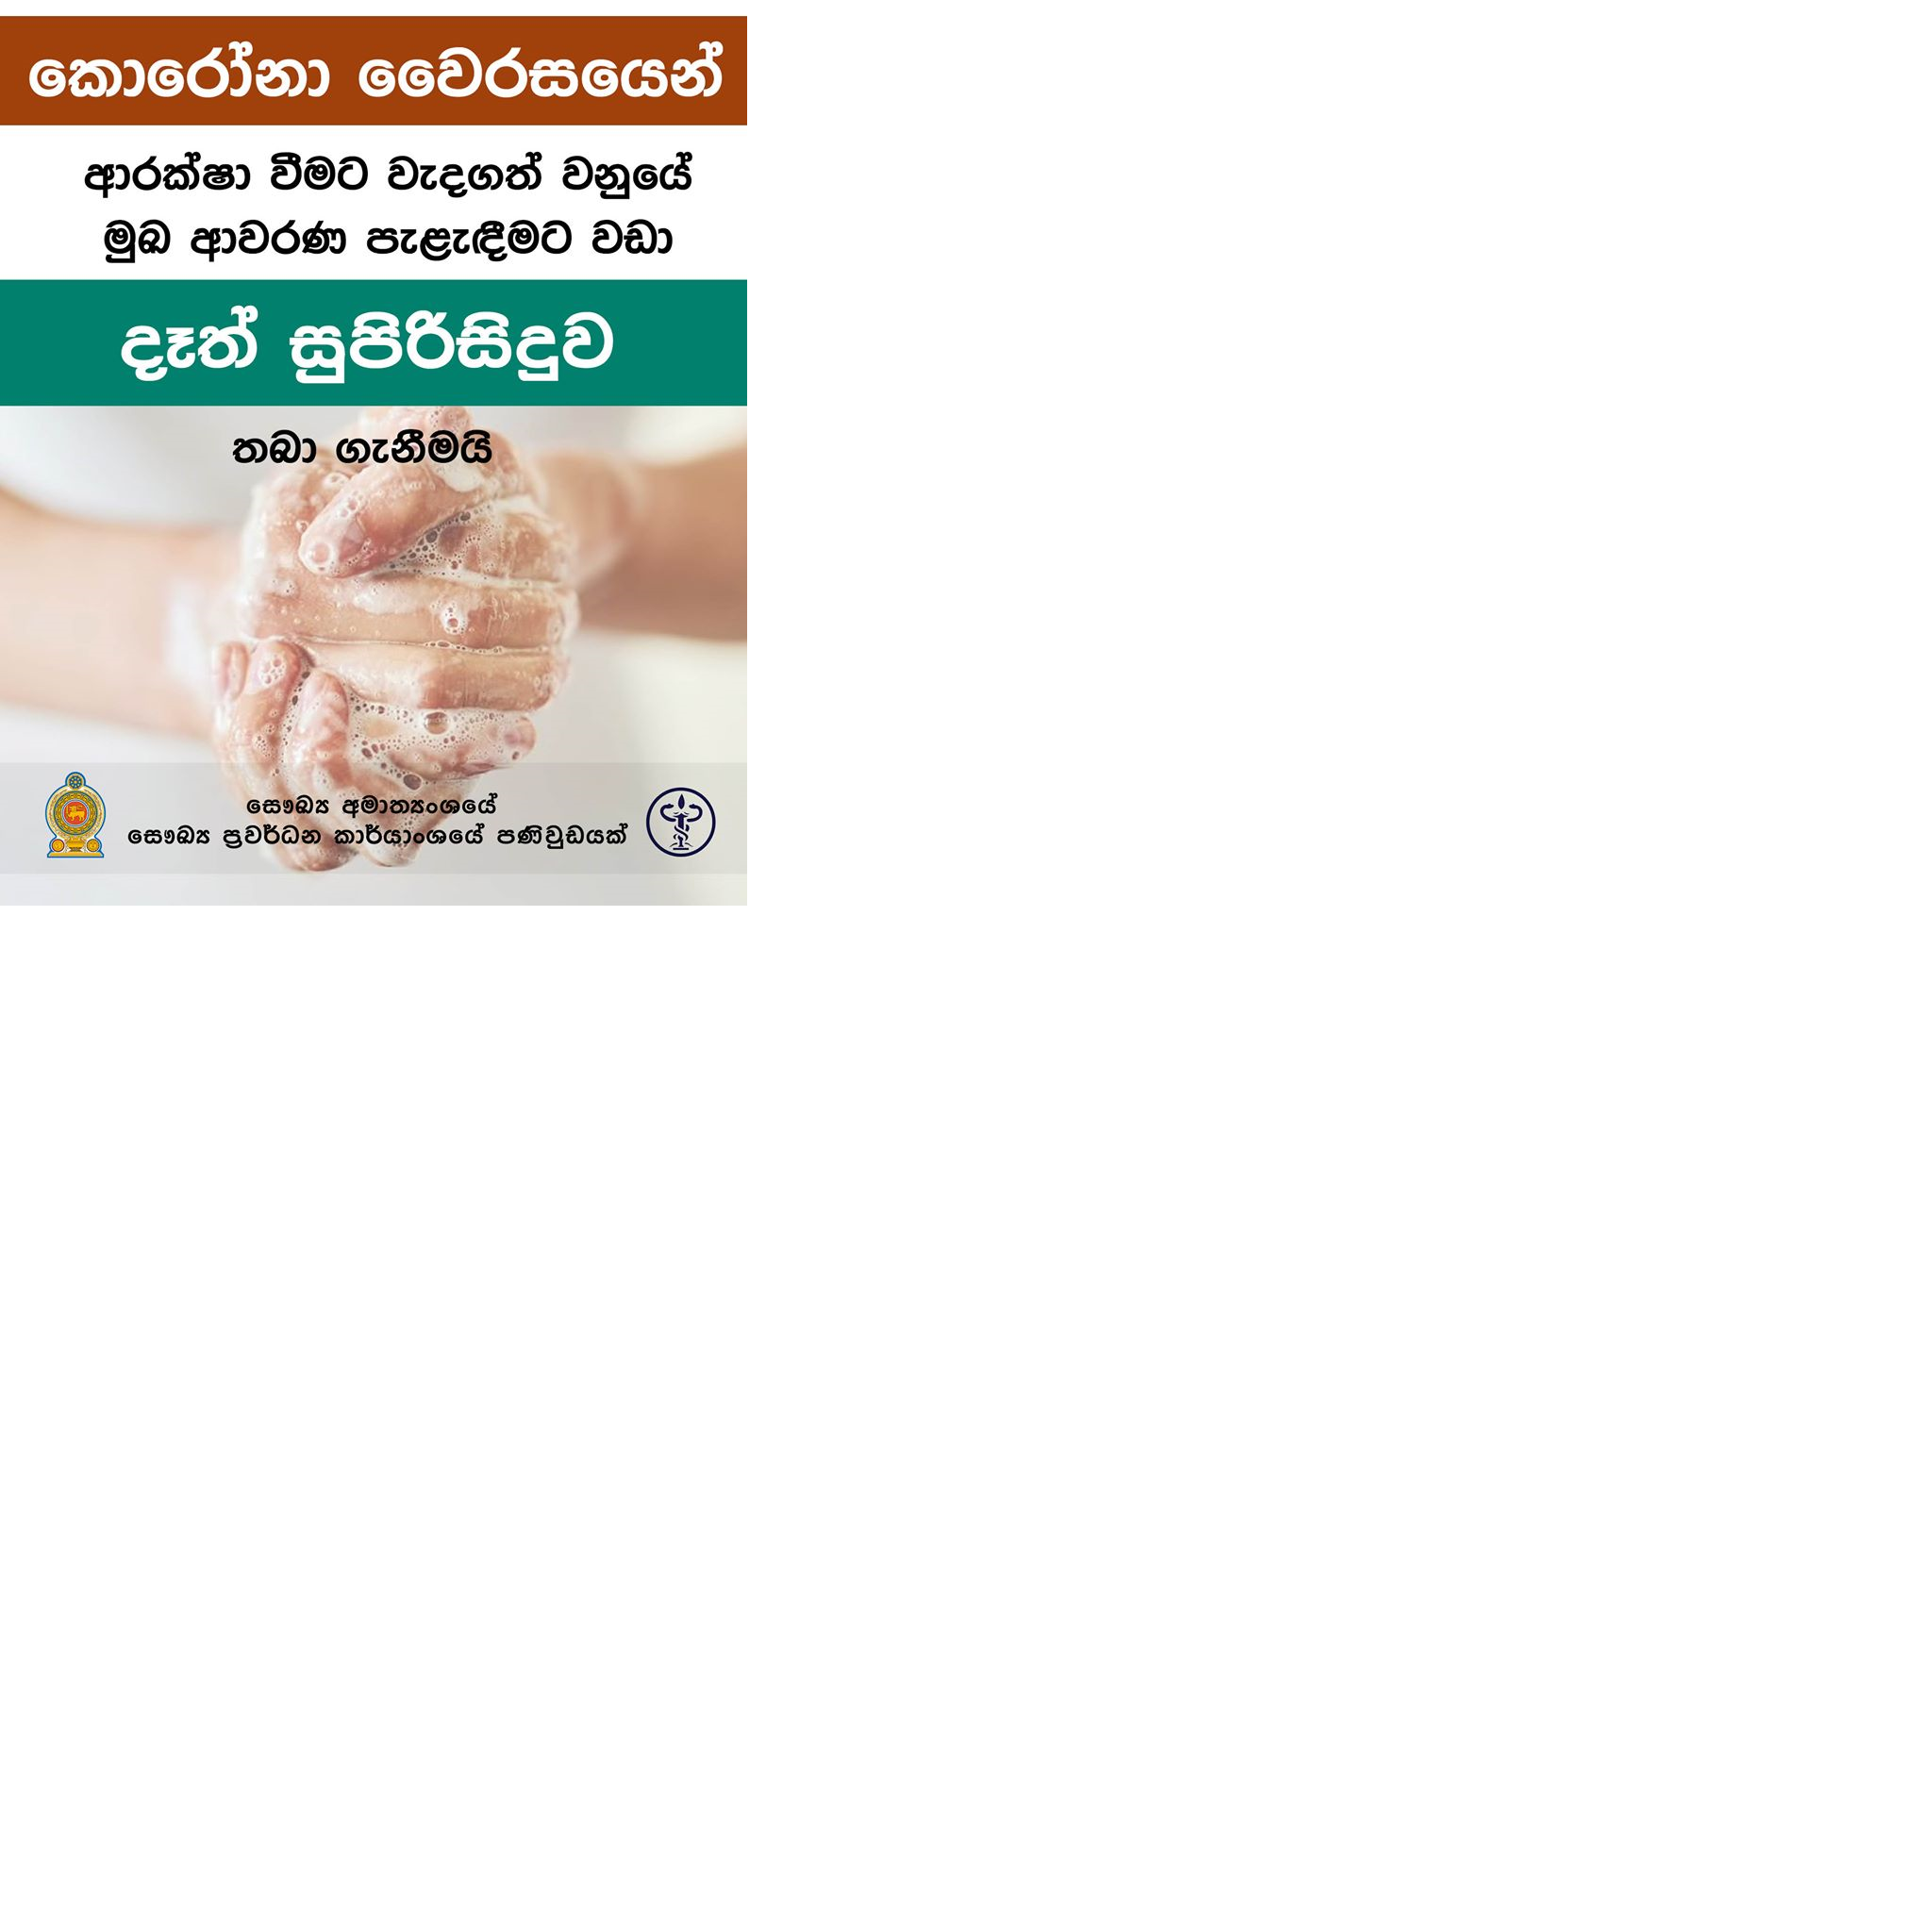 කොරෝනා වෛරසයෙන්
ආරක්ෂා වීමට වැදගත් වනුයේ
මුඛ ආවරණ පැළැඳීමට වඩා
දෑත් සුපිරිසිදුව
තබා ගැනීමයි
සෞඛ්‍ය අමාත්‍යංශයේ
සෞඛ්‍ය ප්‍රවර්ධන කාර්යාංශයේ පණිවුඩයක්